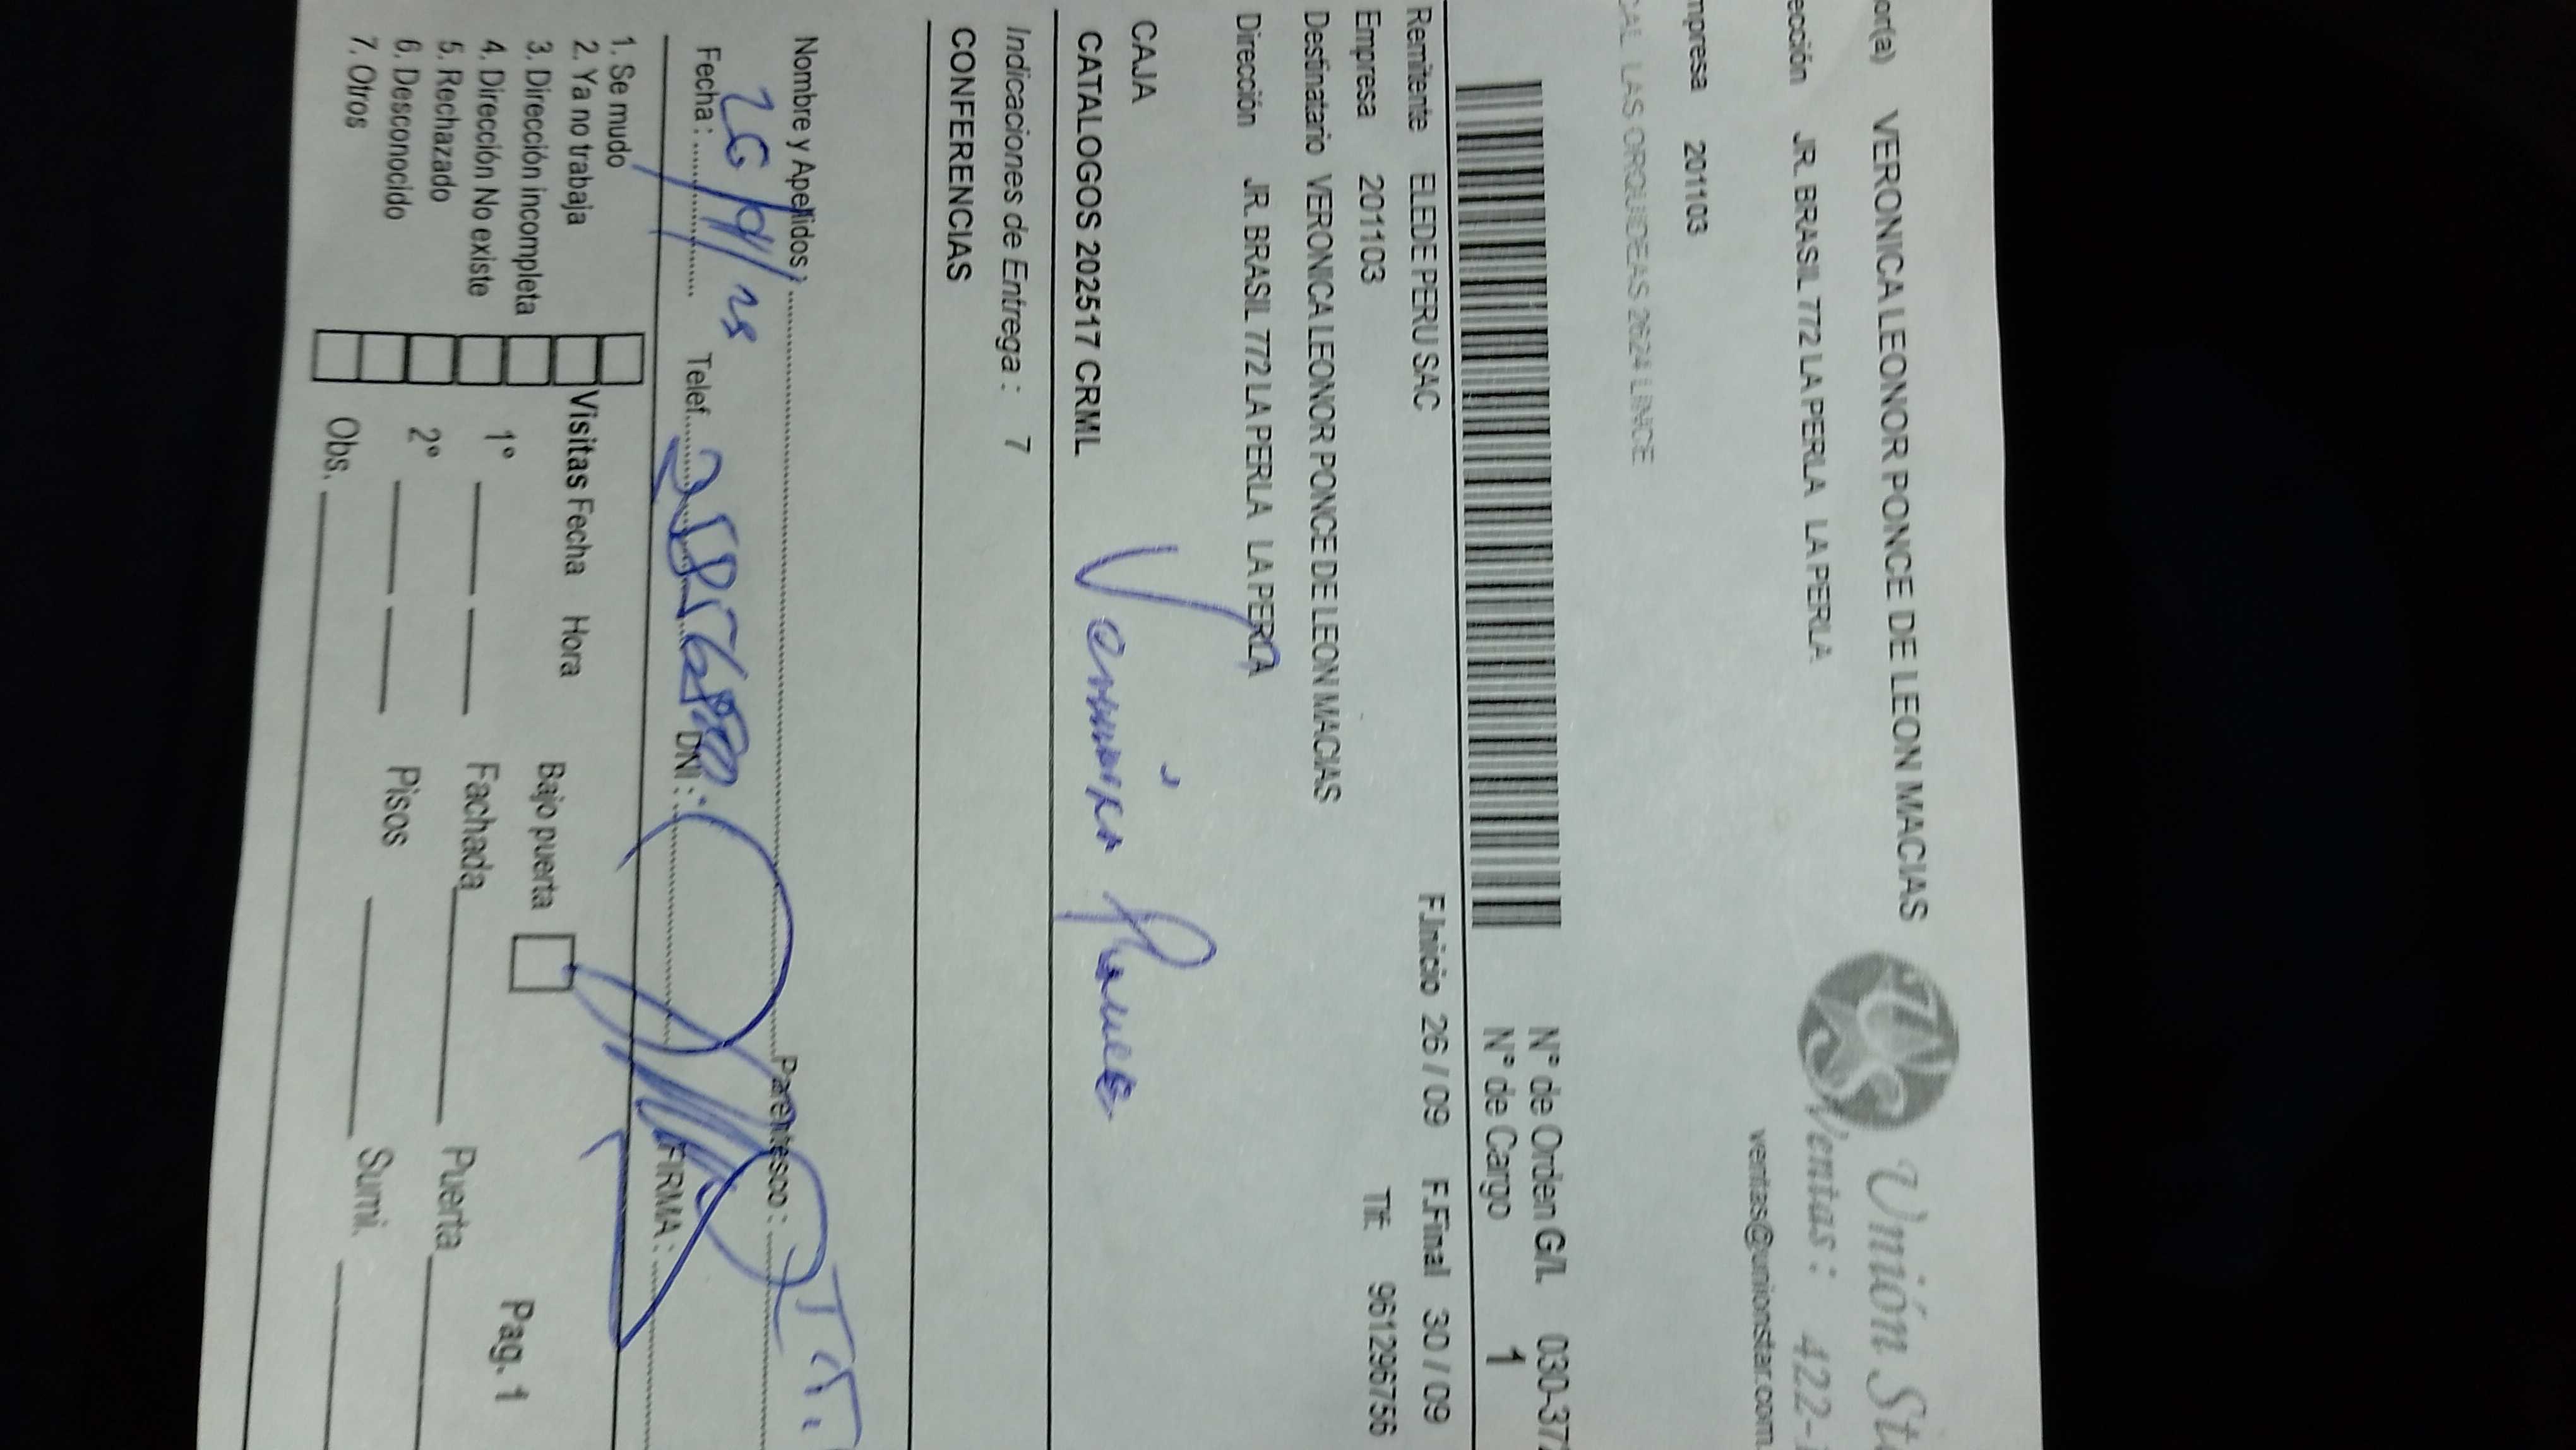 or(a) VERONICA LEONOR PONCE DE LEON MACIAS
ección JR. BRASIL 772 LA PERLA LA PERLA
Unión St
Ventas : 422-
ventas@unionstar.com
mpresa 201103
CAL LAS ORQUIDEAS 2624 LINCE
N° de Orden G/L 030-37
N° de Cargo 1
Remitente ELEDE PERU SAC F.Inicio 26 / 09 F.Final 30 / 09
Empresa 201103 Tlf: 961296756
Destinatario VERONICA LEONOR PONCE DE LEON MACIAS
Dirección JR. BRASIL 772 LA PERLA LA PERLA
CAJA
CATALOGOS 202517 CRML
Veronica Ponce
Indicaciones de Entrega : 7
CONFERENCIAS
Nombre y Apellidos : Parentesco : TIT.
Fecha : Telef. DNI : FIRMA :
1. Se mudo
2. Ya no trabaja
3. Dirección incompleta
4. Dirección No existe
5. Rechazado
6. Desconocido
7. Otros
Visitas Fecha Hora
1°
2°
Obs.
Bajo puerta
Fachada Puerta
Pisos Sumi.
Pag. 1